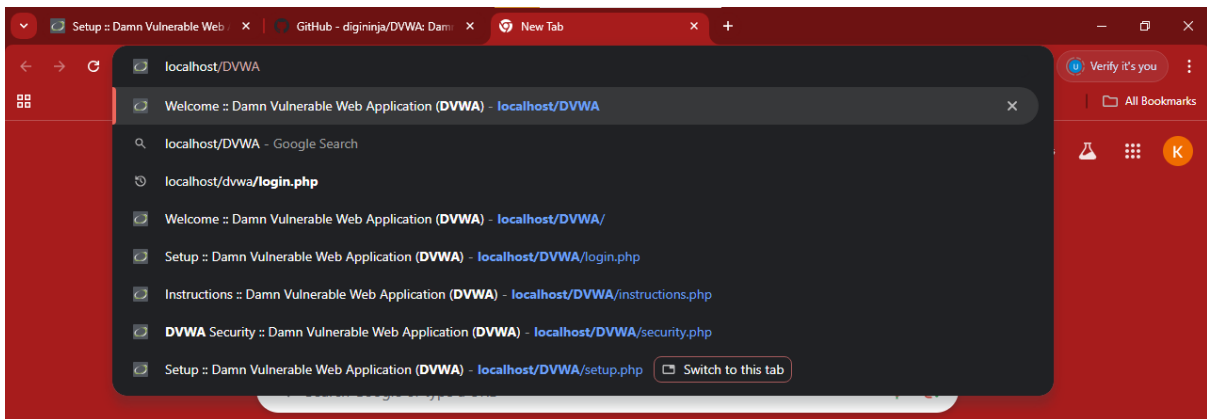 Setup :: Damn Vulnerable Web A
GitHub - digininja/DVWA: Dam
New Tab
localhost/DVWA
Verify it's you
Welcome :: Damn Vulnerable Web Application (DVWA) - localhost/DVWA
All Bookmarks
localhost/DVWA - Google Search
K
localhost/dvwa/login.php
Welcome :: Damn Vulnerable Web Application (DVWA) - localhost/DVWA/
Setup :: Damn Vulnerable Web Application (DVWA) - localhost/DVWA/login.php
Instructions :: Damn Vulnerable Web Application (DVWA) - localhost/DVWA/instructions.php
DVWA Security :: Damn Vulnerable Web Application (DVWA) - localhost/DVWA/security.php
Setup :: Damn Vulnerable Web Application (DVWA) - localhost/DVWA/setup.php Switch to this tab